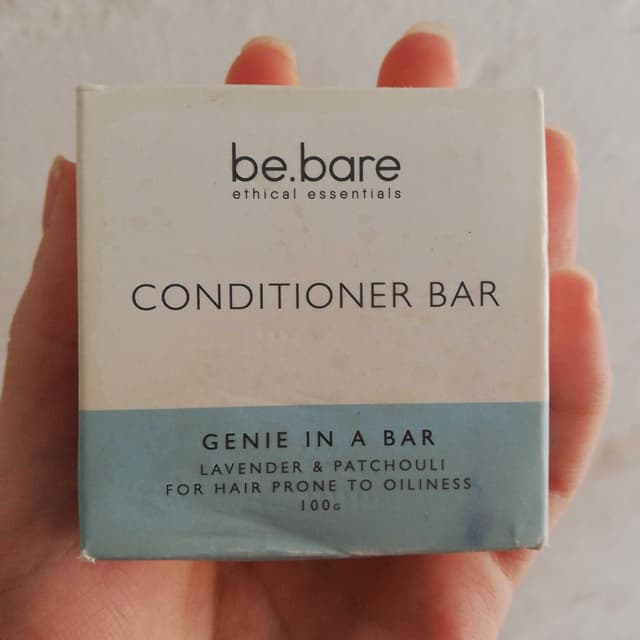 be.bare
ethical essentials
CONDITIONER BAR
GENIE IN A BAR
LAVENDER & PATCHOULI
FOR HAIR PRONE TO OILINESS
100G